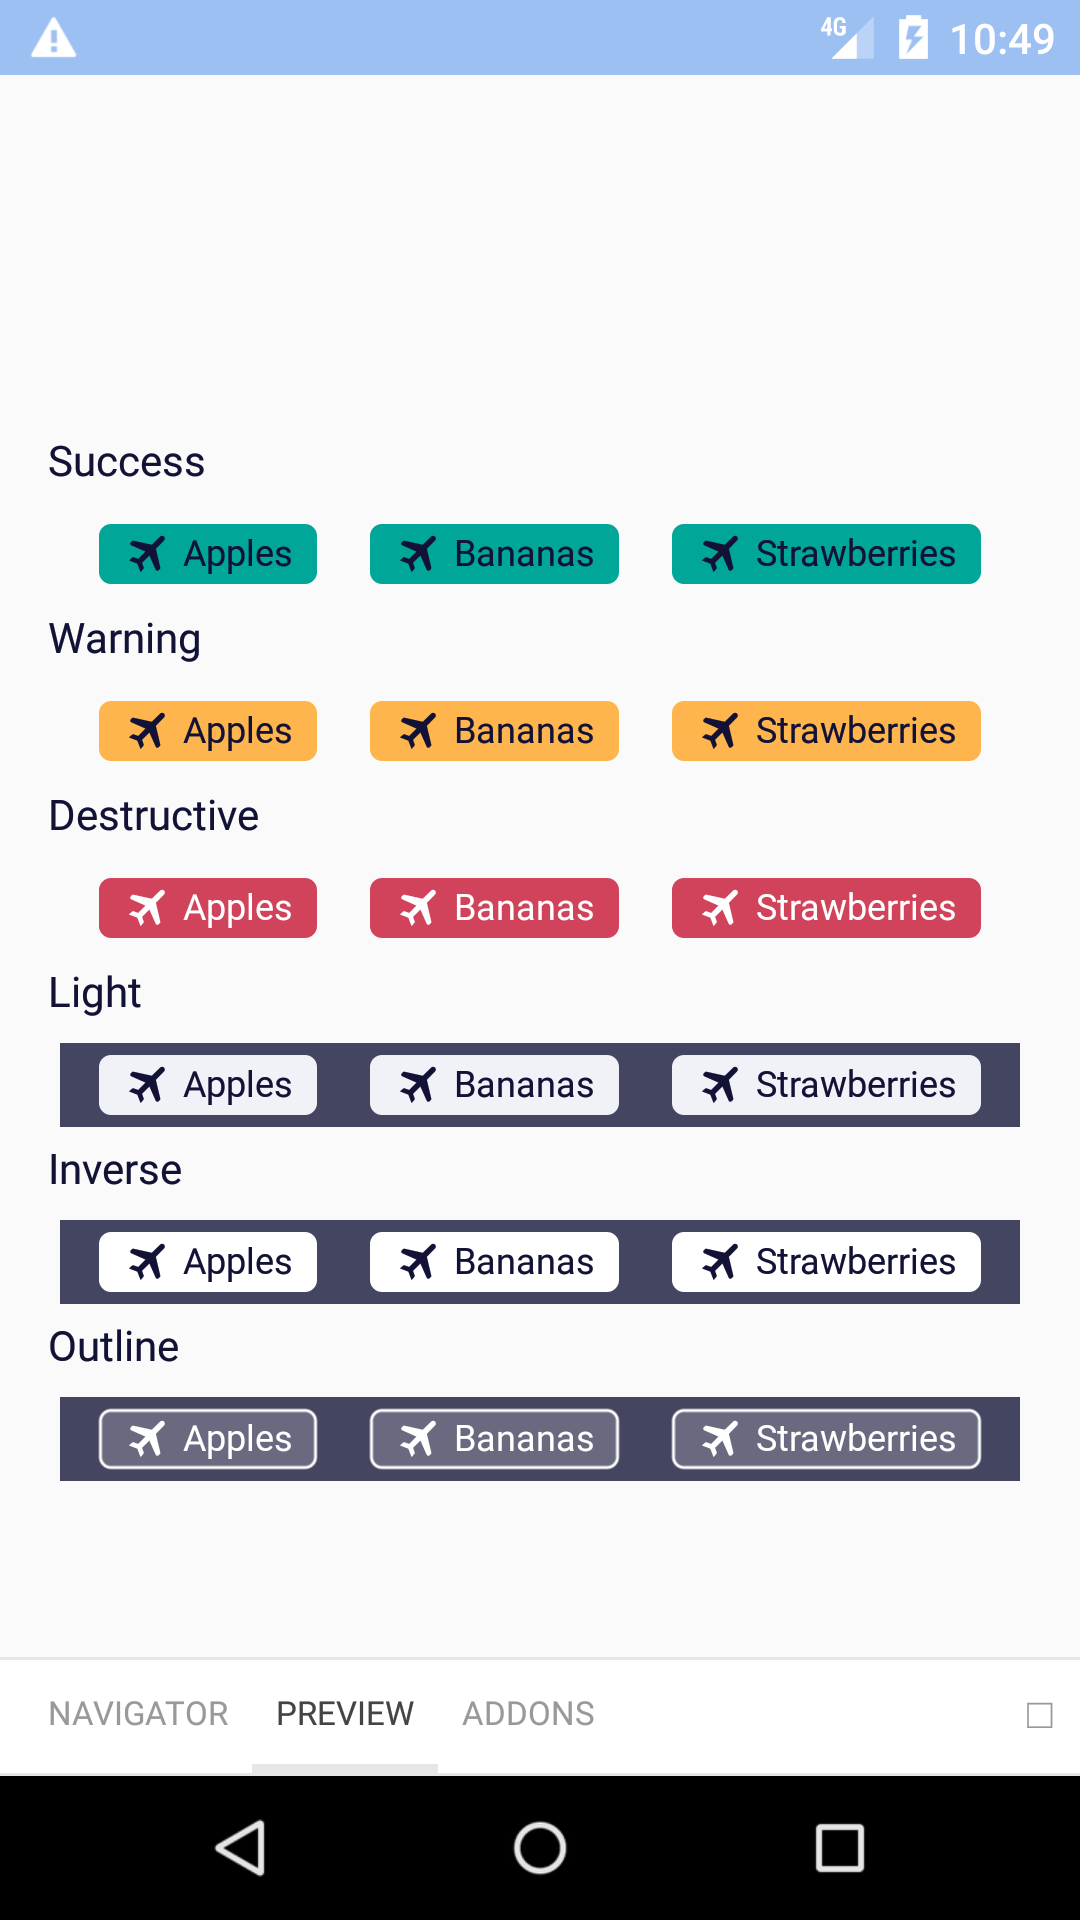 4G 10:49
Success
Apples Bananas Strawberries
Warning
Apples Bananas Strawberries
Destructive
Apples Bananas Strawberries
Light
Apples Bananas Strawberries
Inverse
Apples Bananas Strawberries
Outline
Apples Bananas Strawberries
NAVIGATOR PREVIEW ADDONS